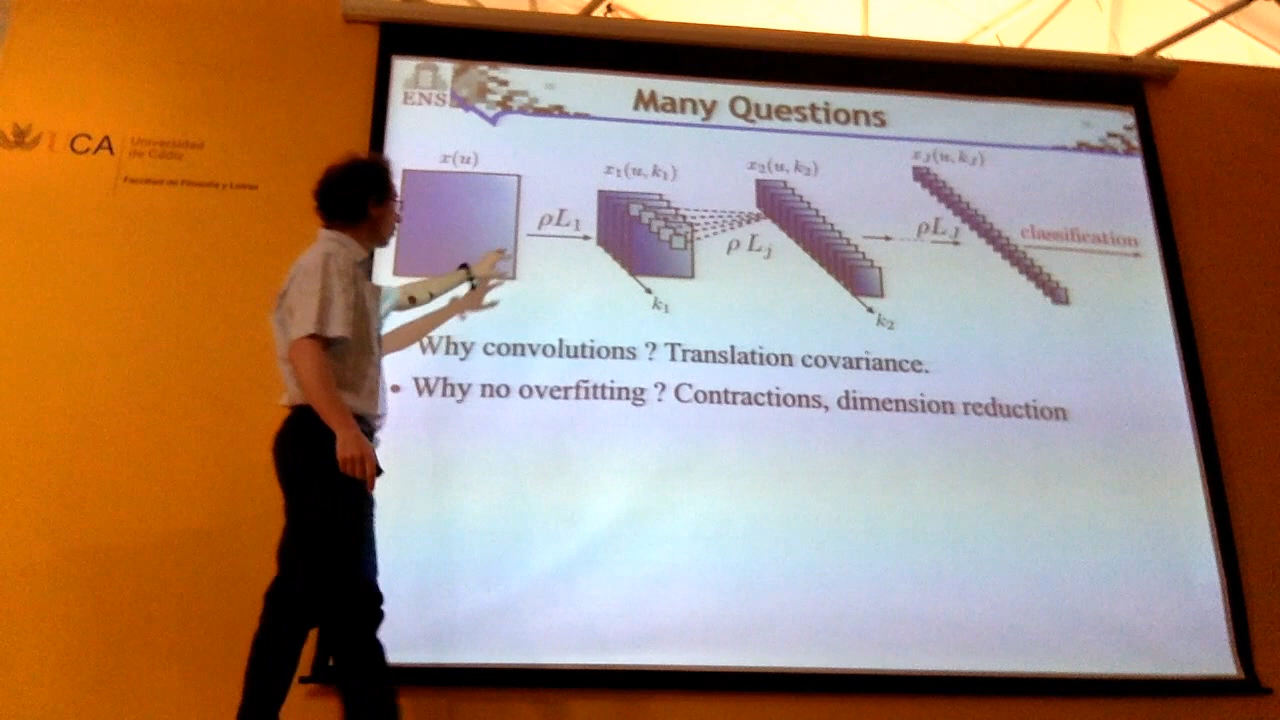 UCA
Universidad
de Cádiz
Facultad de Filosofía y Letras
ENS
Many Questions
x(u)
x₁(u, k₁)
x₂(u, k₂)
x_J(u, k_J)
ρL₁
ρ L_j
ρL_J
classification
k₁
k₂
Why convolutions ? Translation covariance.
• Why no overfitting ? Contractions, dimension reduction